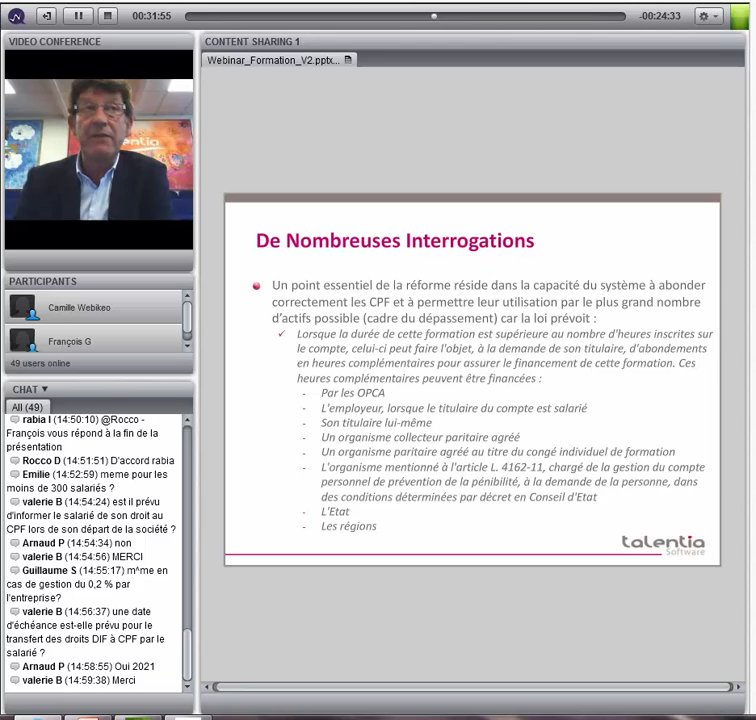 00:31:55
-00:24:33
VIDEO CONFERENCE
PARTICIPANTS
Camille Webikeo
François G
49 users online
CHAT
All (49)
rabia I (14:50:10) @Rocco -
François vous répond à la fin de la
présentation
Rocco D (14:51:51) D'accord rabia
Emilie (14:52:59) meme pour les
moins de 300 salariés ?
valerie B (14:54:24) est il prévu
d'informer le salarié de son droit au
CPF lors de son départ de la société ?
Arnaud P (14:54:34) non
valerie B (14:54:56) MERCI
Guillaume S (14:55:17) m^me en
cas de gestion du 0,2 % par
l'entreprise?
valerie B (14:56:37) une date
d'échéance est-elle prévu pour le
transfert des droits DIF à CPF par le
salarié ?
Arnaud P (14:58:55) Oui 2021
valerie B (14:59:38) Merci
CONTENT SHARING 1
Webinar_Formation_V2.pptx...
De Nombreuses Interrogations
Un point essentiel de la réforme réside dans la capacité du système à abonder
correctement les CPF et à permettre leur utilisation par le plus grand nombre
d'actifs possible (cadre du dépassement) car la loi prévoit :
Lorsque la durée de cette formation est supérieure au nombre d'heures inscrites sur
le compte, celui-ci peut faire l'objet, à la demande de son titulaire, d'abondements
en heures complémentaires pour assurer le financement de cette formation. Ces
heures complémentaires peuvent être financées :
- Par les OPCA
- L'employeur, lorsque le titulaire du compte est salarié
- Son titulaire lui-même
- Un organisme collecteur paritaire agréé
- Un organisme paritaire agréé au titre du congé individuel de formation
- L'organisme mentionné à l'article L. 4162-11, chargé de la gestion du compte
personnel de prévention de la pénibilité, à la demande de la personne, dans
des conditions déterminées par décret en Conseil d'Etat
- L'Etat
- Les régions
talentia
Software